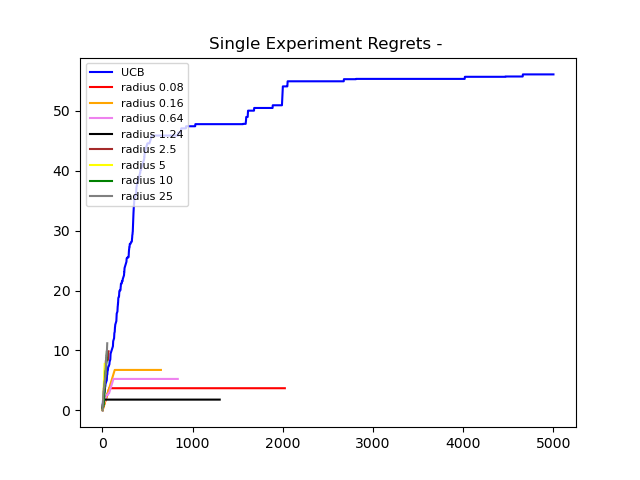 Single Experiment Regrets -
UCB
radius 0.08
radius 0.16
radius 0.64
radius 1.24
radius 2.5
radius 5
radius 10
radius 25
50
40
30
20
10
0
0 1000 2000 3000 4000 5000